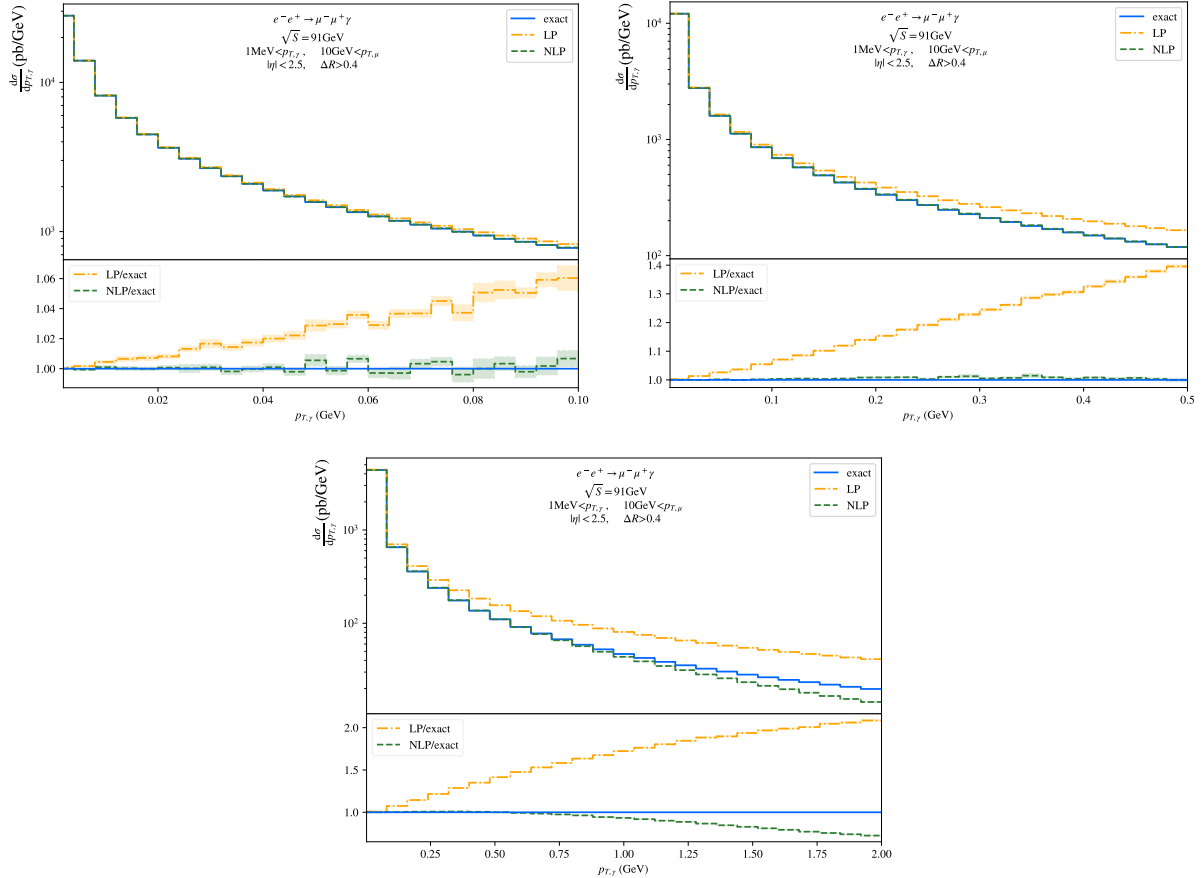 dσ/dp_{T,γ} (pb/GeV)
10⁴
10³
e⁻e⁺ → μ⁻μ⁺γ
√S = 91GeV
1MeV<p_{T,γ},   10GeV<p_{T,μ}
|η|<2.5,   ΔR>0.4
exact
LP
NLP
LP/exact
NLP/exact
1.06
1.04
1.02
1.00
0.02 0.04 0.06 0.08 0.10
p_{T,γ} (GeV)
dσ/dp_{T,γ} (pb/GeV)
10⁴
10³
10²
e⁻e⁺ → μ⁻μ⁺γ
√S = 91GeV
1MeV<p_{T,γ},   10GeV<p_{T,μ}
|η|<2.5,   ΔR>0.4
exact
LP
NLP
LP/exact
NLP/exact
1.4
1.3
1.2
1.1
1.0
0.1 0.2 0.3 0.4 0.5
p_{T,γ} (GeV)
dσ/dp_{T,γ} (pb/GeV)
10³
10²
e⁻e⁺ → μ⁻μ⁺γ
√S = 91GeV
1MeV<p_{T,γ},   10GeV<p_{T,μ}
|η|<2.5,   ΔR>0.4
exact
LP
NLP
LP/exact
NLP/exact
2.0
1.5
1.0
0.25 0.50 0.75 1.00 1.25 1.50 1.75 2.00
p_{T,γ} (GeV)